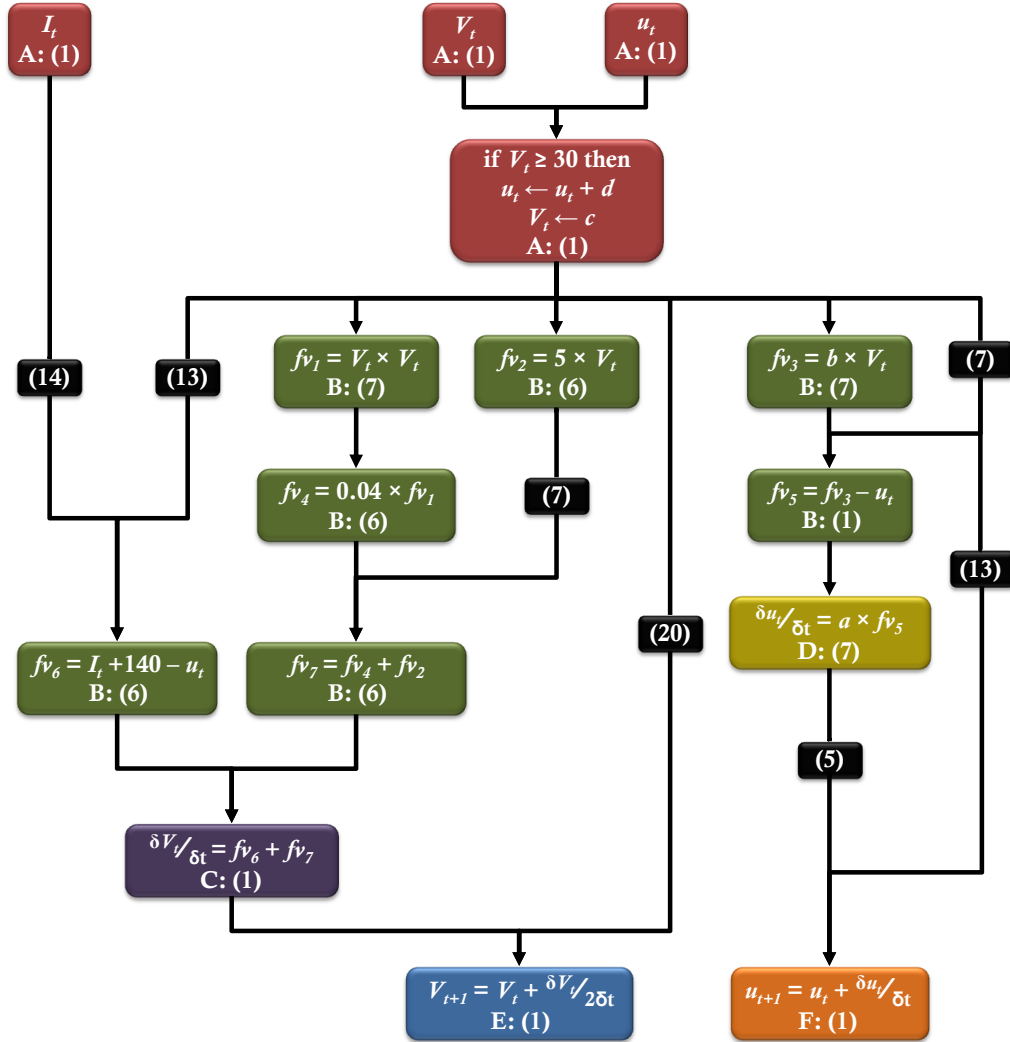 I_t
A: (1)
V_t
A: (1)
u_t
A: (1)
if V_t ≥ 30 then
u_t ← u_t + d
V_t ← c
A: (1)
(14)
(13)
fv_1 = V_t × V_t
B: (7)
fv_2 = 5 × V_t
B: (6)
fv_3 = b × V_t
B: (7)
(7)
fv_4 = 0.04 × fv_1
B: (6)
(7)
fv_5 = fv_3 – u_t
B: (1)
(13)
(20)
δu_t/δt = a × fv_5
D: (7)
fv_6 = I_t +140 – u_t
B: (6)
fv_7 = fv_4 + fv_2
B: (6)
(5)
δV_t/δt = fv_6 + fv_7
C: (1)
V_{t+1} = V_t + δV_t/2δt
E: (1)
u_{t+1} = u_t + δu_t/δt
F: (1)